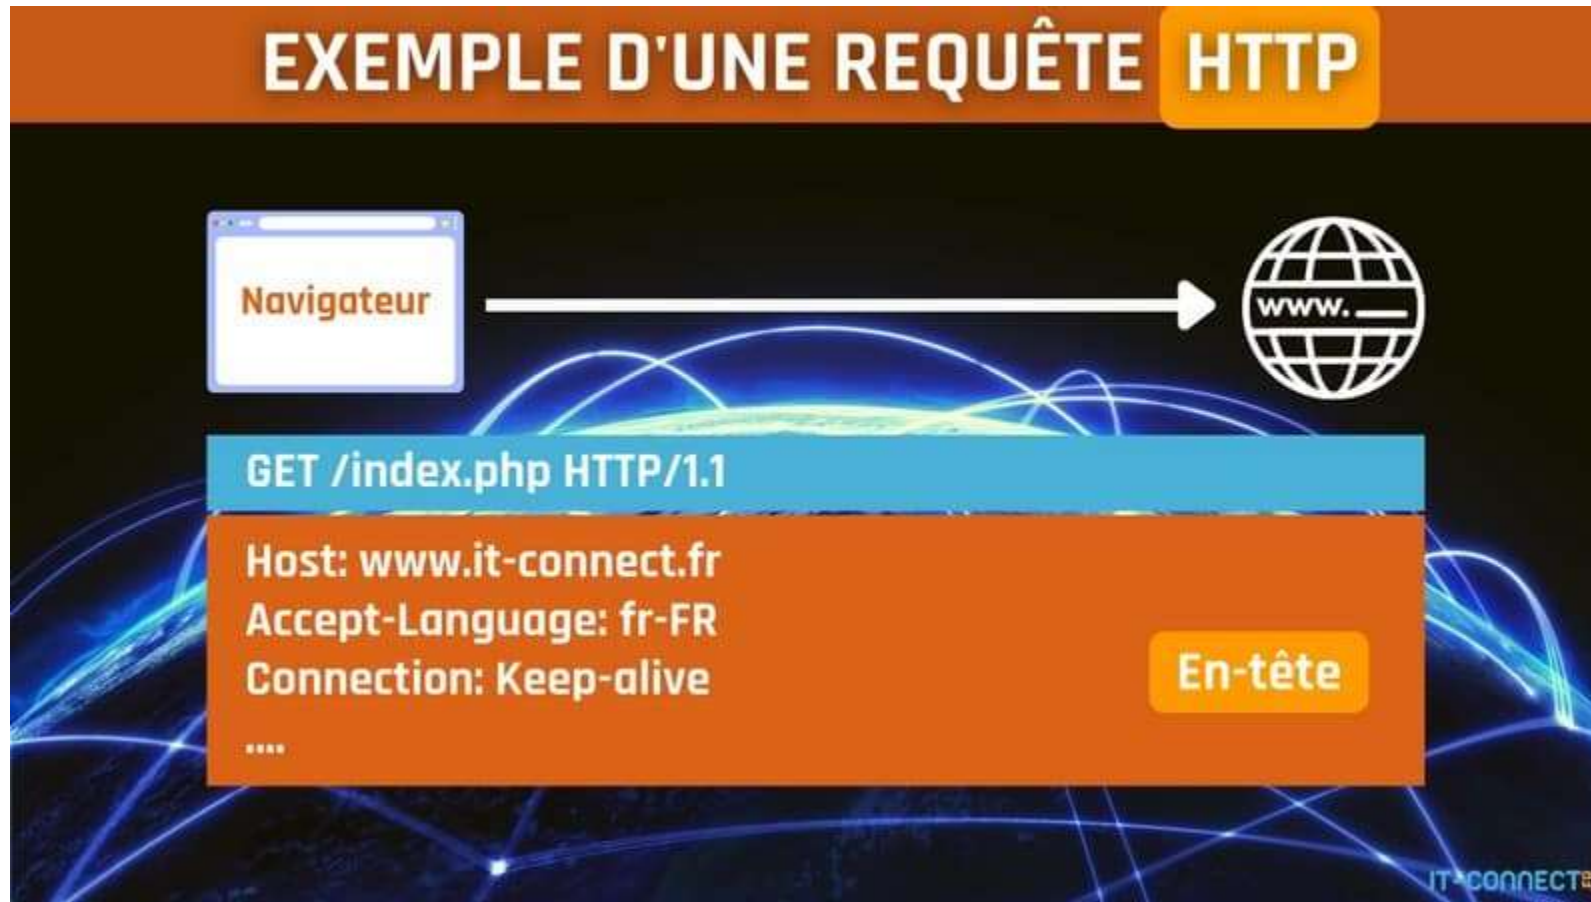 EXEMPLE D'UNE REQUÊTE HTTP
Navigateur
www.__
GET /index.php HTTP/1.1
Host: www.it-connect.fr
Accept-Language: fr-FR
Connection: Keep-alive
En-tête
....
IT-CONNECT